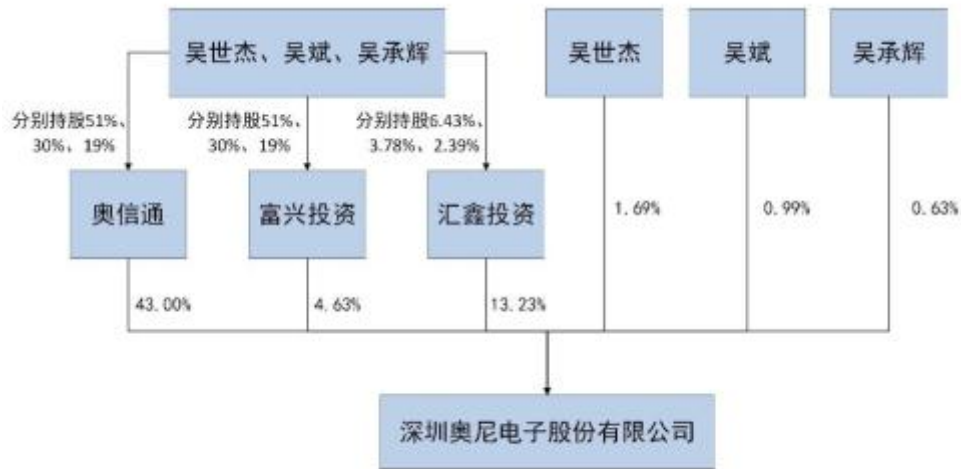 吴世杰、吴斌、吴承辉
吴世杰
吴斌
吴承辉
分别持股51%、
30%、19%
分别持股51%、
30%、19%
分别持股6.43%、
3.78%、2.39%
奥信通
富兴投资
汇鑫投资
1.69%
0.99%
0.63%
43.00%
4.63%
13.23%
深圳奥尼电子股份有限公司